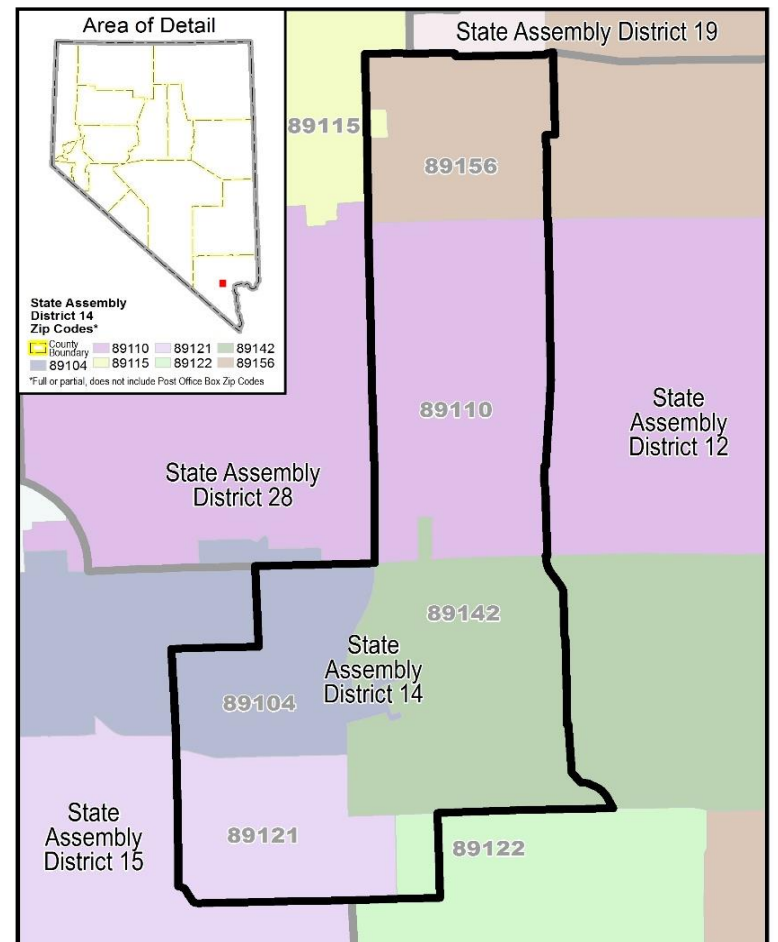 Area of Detail
State Assembly
District 14
Zip Codes*
County
Boundary
89110
89121
89142
89104
89115
89122
89156
*Full or partial, does not include Post Office Box Zip Codes
State Assembly District 19
89115
89156
89110
State
Assembly
District 12
State Assembly
District 28
89142
State
Assembly
District 14
89104
State
Assembly
District 15
89121
89122